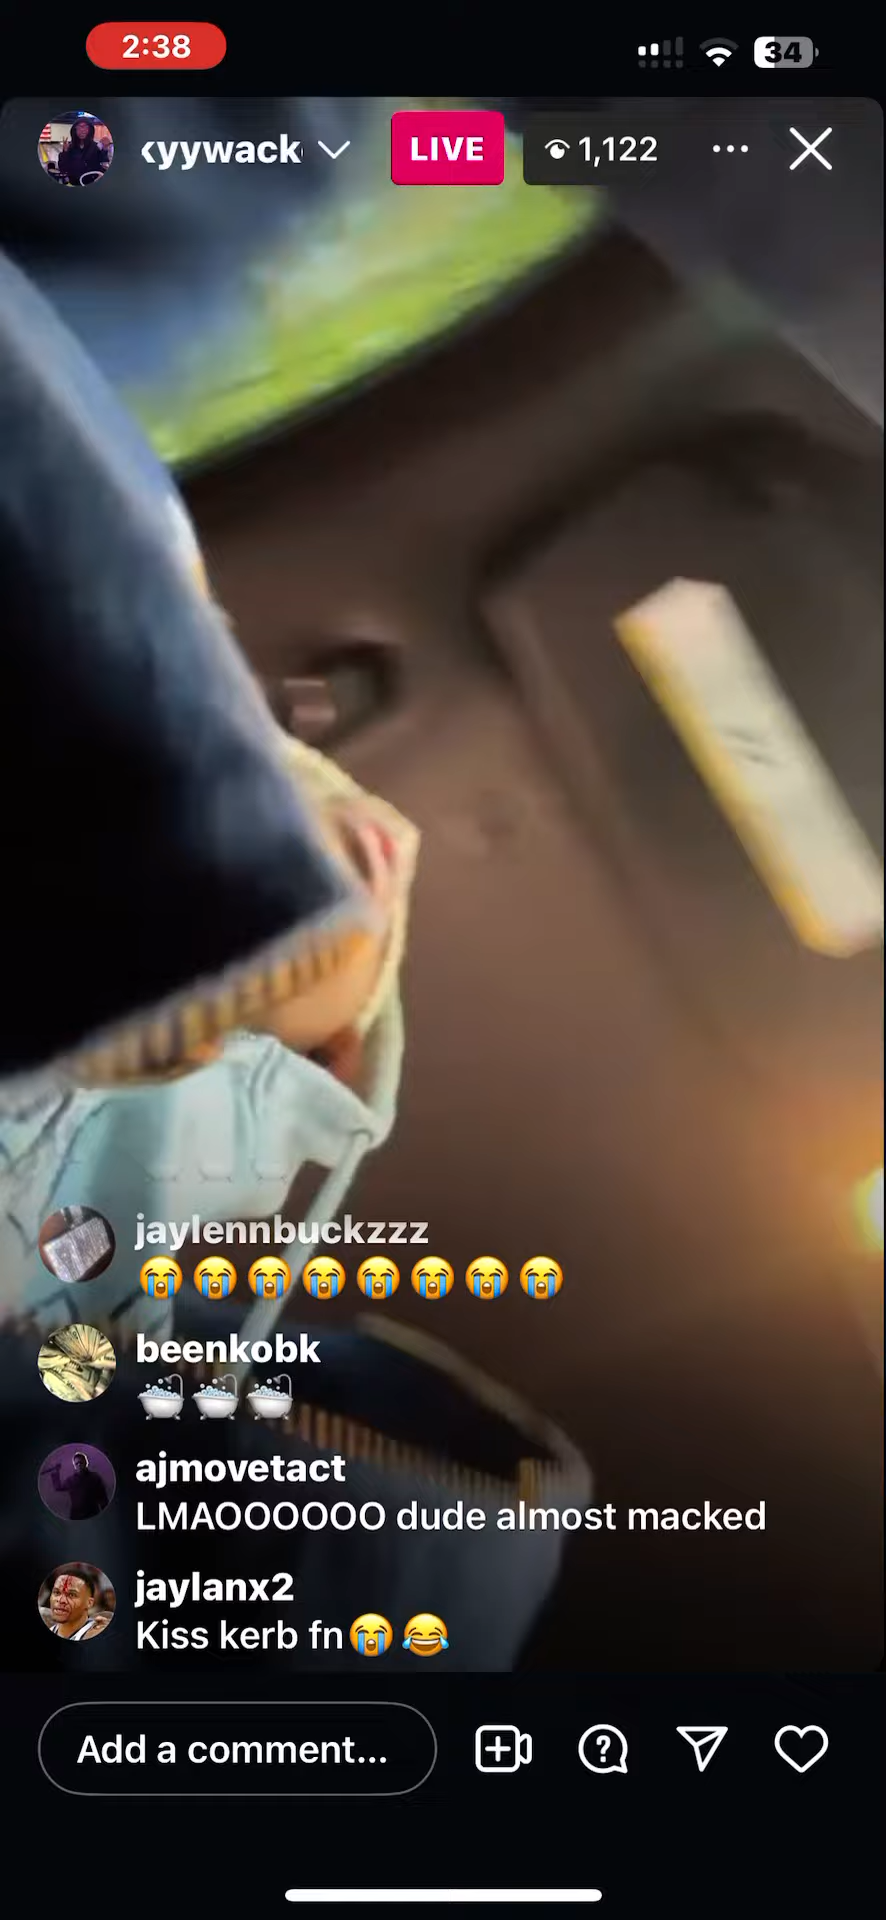 2:38
34
yywack
LIVE
1,122
jaylennbuckzzz
😭😭😭😭😭😭😭😭
beenkobk
🛁🛁🛁
ajmovetact
LMAOOOOOO dude almost macked
jaylanx2
Kiss kerb fn😭😂
Add a comment...